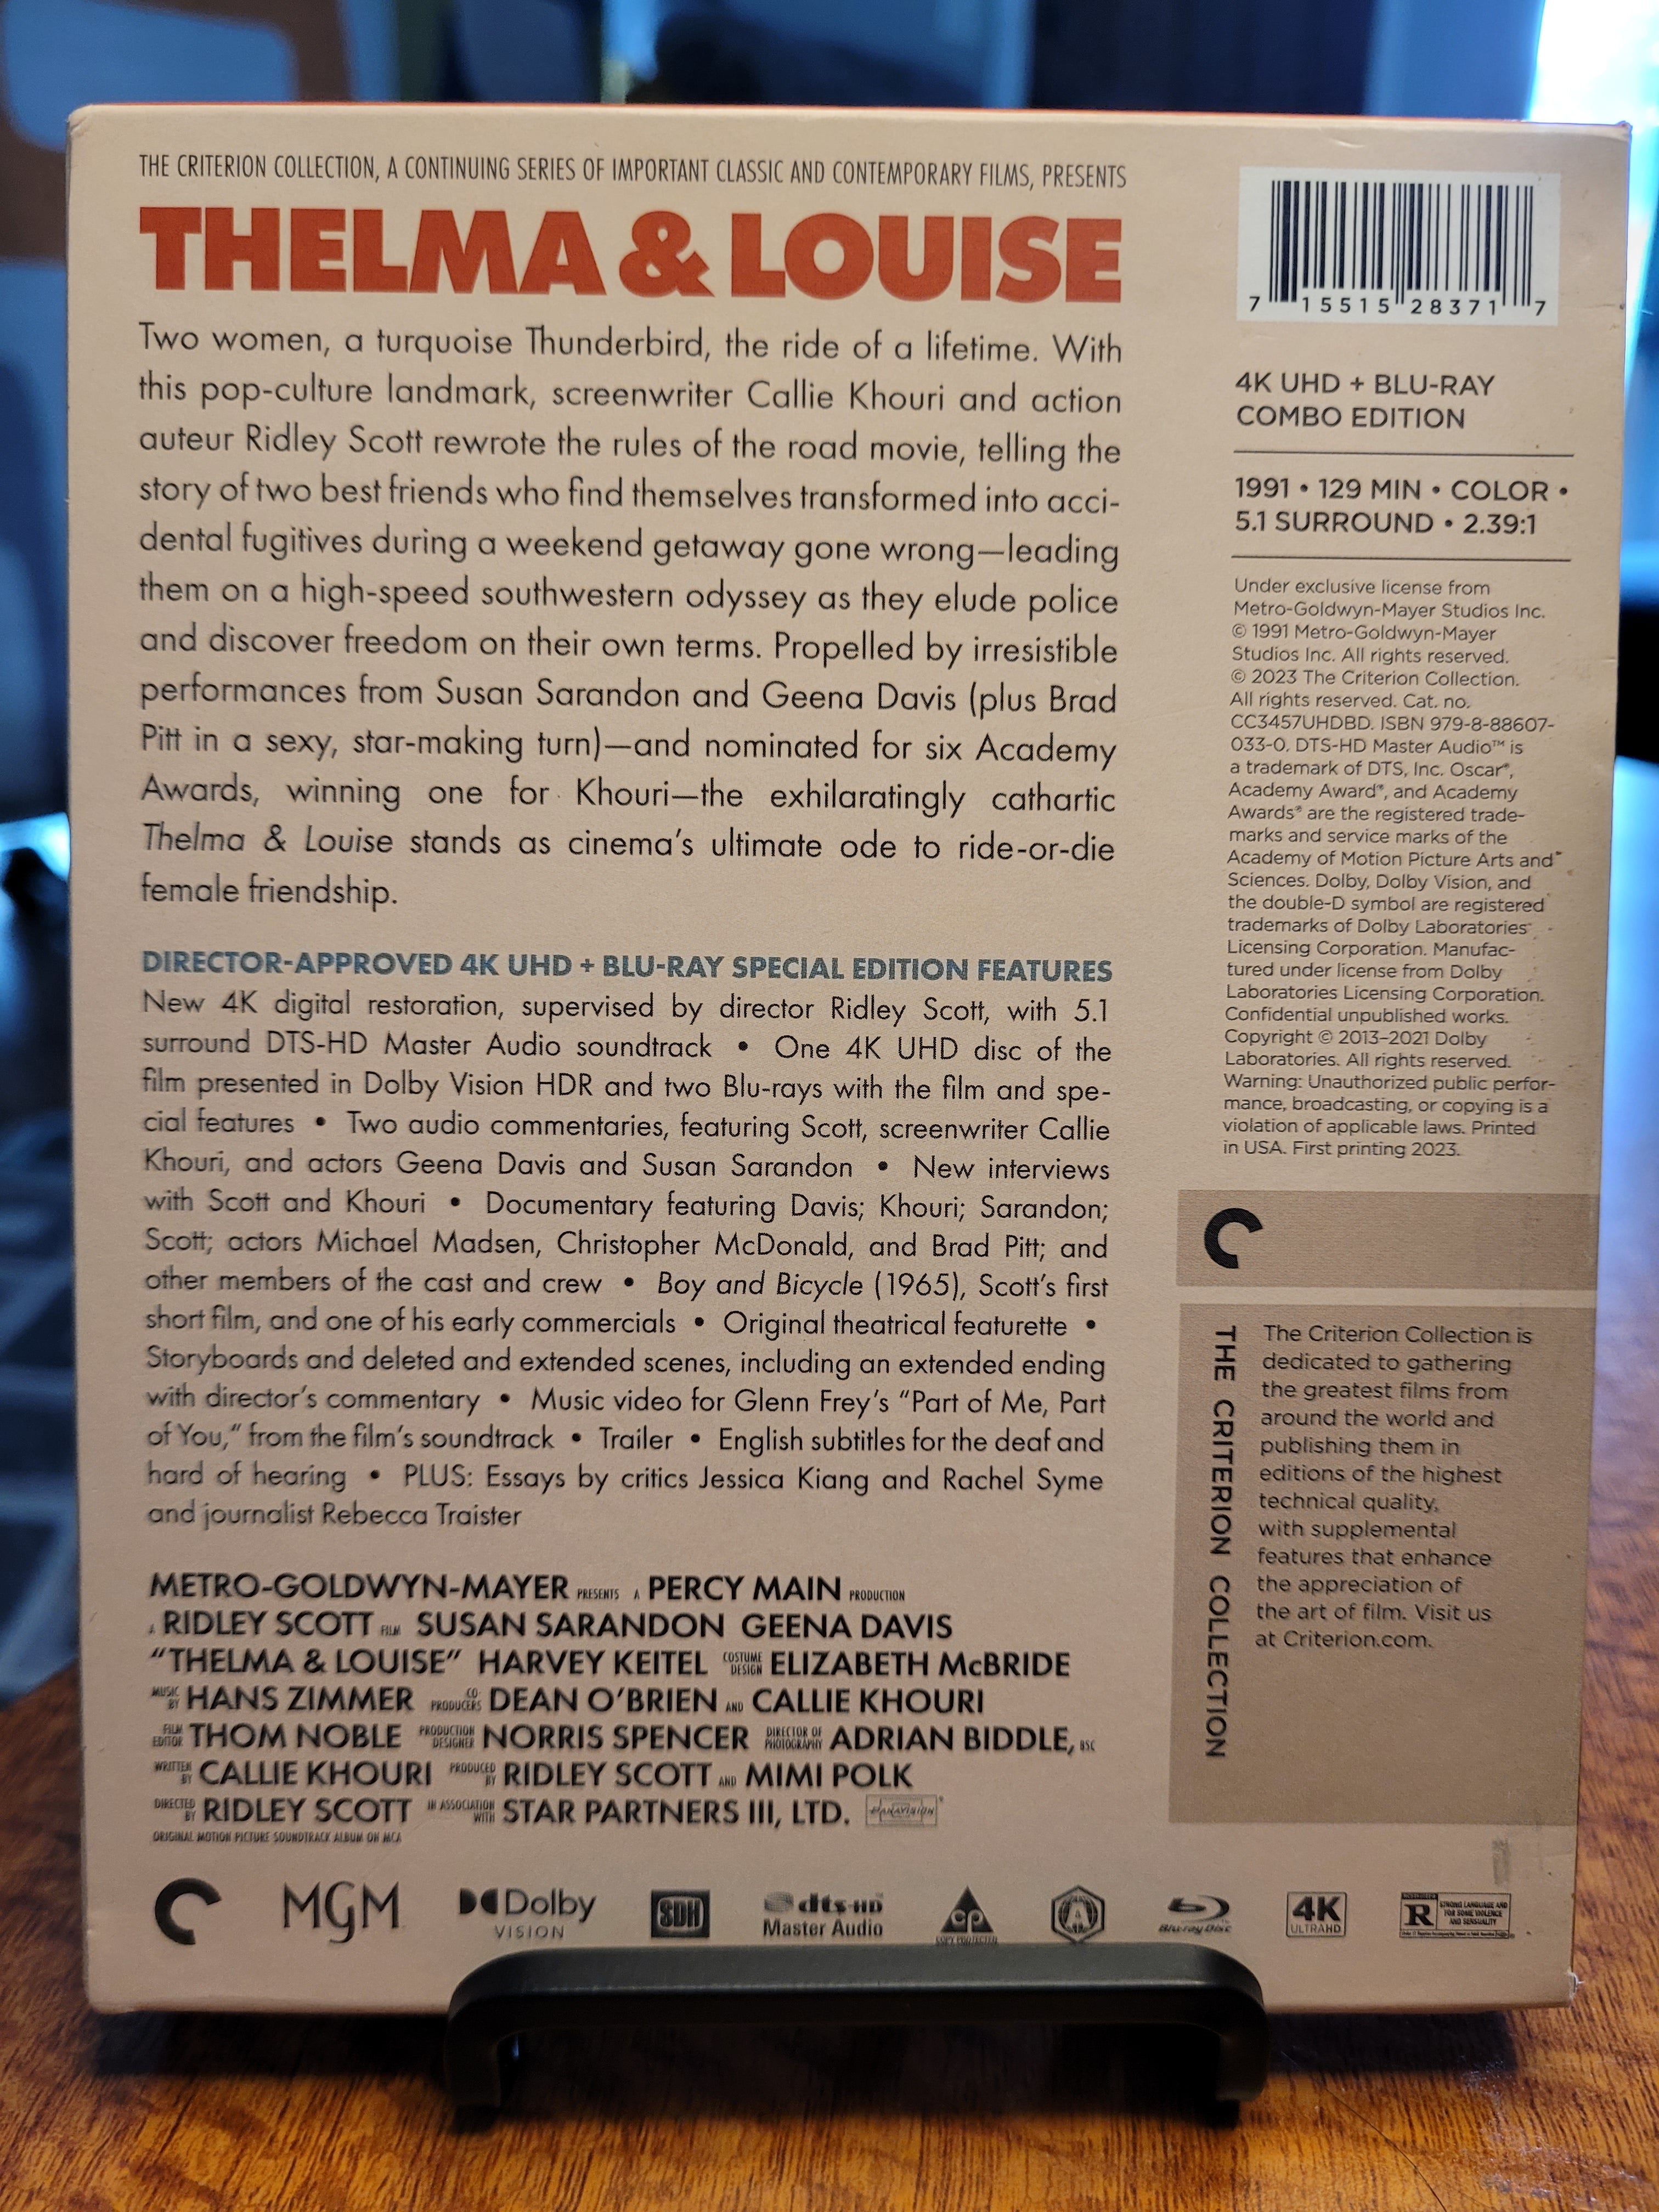 THE CRITERION COLLECTION, A CONTINUING SERIES OF IMPORTANT CLASSIC AND CONTEMPORARY FILMS, PRESENTS
THELMA & LOUISE
Two women, a turquoise Thunderbird, the ride of a lifetime. With
this pop-culture landmark, screenwriter Callie Khouri and action
auteur Ridley Scott rewrote the rules of the road movie, telling the
story of two best friends who find themselves transformed into acci-
dental fugitives during a weekend getaway gone wrong—leading
them on a high-speed southwestern odyssey as they elude police
and discover freedom on their own terms. Propelled by irresistible
performances from Susan Sarandon and Geena Davis (plus Brad
Pitt in a sexy, star-making turn)—and nominated for six Academy
Awards, winning one for Khouri—the exhilaratingly cathartic
Thelma & Louise stands as cinema's ultimate ode to ride-or-die
female friendship.
DIRECTOR-APPROVED 4K UHD + BLU-RAY SPECIAL EDITION FEATURES
New 4K digital restoration, supervised by director Ridley Scott, with 5.1
surround DTS-HD Master Audio soundtrack • One 4K UHD disc of the
film presented in Dolby Vision HDR and two Blu-rays with the film and spe-
cial features • Two audio commentaries, featuring Scott, screenwriter Callie
Khouri, and actors Geena Davis and Susan Sarandon • New interviews
with Scott and Khouri • Documentary featuring Davis; Khouri; Sarandon;
Scott; actors Michael Madsen, Christopher McDonald, and Brad Pitt; and
other members of the cast and crew • Boy and Bicycle (1965), Scott's first
short film, and one of his early commercials • Original theatrical featurette •
Storyboards and deleted and extended scenes, including an extended ending
with director's commentary • Music video for Glenn Frey's "Part of Me, Part
of You," from the film's soundtrack • Trailer • English subtitles for the deaf and
hard of hearing • PLUS: Essays by critics Jessica Kiang and Rachel Syme
and journalist Rebecca Traister
METRO-GOLDWYN-MAYER PRESENTS A PERCY MAIN PRODUCTION
A RIDLEY SCOTT FILM SUSAN SARANDON GEENA DAVIS
"THELMA & LOUISE" HARVEY KEITEL COSTUME DESIGN ELIZABETH McBRIDE
MUSIC BY HANS ZIMMER CO-PRODUCERS DEAN O'BRIEN AND CALLIE KHOURI
FILM EDITOR THOM NOBLE PRODUCTION DESIGNER NORRIS SPENCER DIRECTOR OF PHOTOGRAPHY ADRIAN BIDDLE, BSC
WRITTEN BY CALLIE KHOURI PRODUCED BY RIDLEY SCOTT AND MIMI POLK
DIRECTED BY RIDLEY SCOTT IN ASSOCIATION WITH STAR PARTNERS III, LTD. PANAVISION®
ORIGINAL MOTION PICTURE SOUNDTRACK ALBUM ON MCA
7 15515 28371 7
4K UHD + BLU-RAY
COMBO EDITION
1991 • 129 MIN • COLOR •
5.1 SURROUND • 2.39:1
Under exclusive license from
Metro-Goldwyn-Mayer Studios Inc.
© 1991 Metro-Goldwyn-Mayer
Studios Inc. All rights reserved.
© 2023 The Criterion Collection.
All rights reserved. Cat. no.
CC3457UHDBD. ISBN 979-8-88607-
033-0. DTS-HD Master Audio™ is
a trademark of DTS, Inc. Oscar®,
Academy Award®, and Academy
Awards® are the registered trade-
marks and service marks of the
Academy of Motion Picture Arts and
Sciences. Dolby, Dolby Vision, and
the double-D symbol are registered
trademarks of Dolby Laboratories
Licensing Corporation. Manufac-
tured under license from Dolby
Laboratories Licensing Corporation.
Confidential unpublished works.
Copyright © 2013–2021 Dolby
Laboratories. All rights reserved.
Warning: Unauthorized public perfor-
mance, broadcasting, or copying is a
violation of applicable laws. Printed
in USA. First printing 2023.
THE CRITERION COLLECTION
The Criterion Collection is
dedicated to gathering
the greatest films from
around the world and
publishing them in
editions of the highest
technical quality,
with supplemental
features that enhance
the appreciation of
the art of film. Visit us
at Criterion.com.
MGM
Dolby
VISION
SDH
dts-HD
Master Audio
CP
COPY PROTECTED
A
Blu-ray Disc
4K
ULTRA HD
R
STRONG LANGUAGE AND
FOR SOME VIOLENCE
AND SENSUALITY